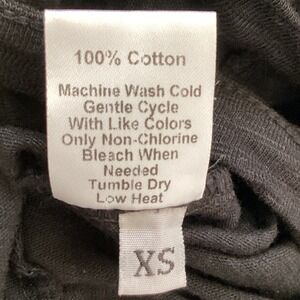 100% Cotton
Machine Wash Cold
Gentle Cycle
With Like Colors
Only Non-Chlorine
Bleach When
Needed
Tumble Dry
Low Heat
XS